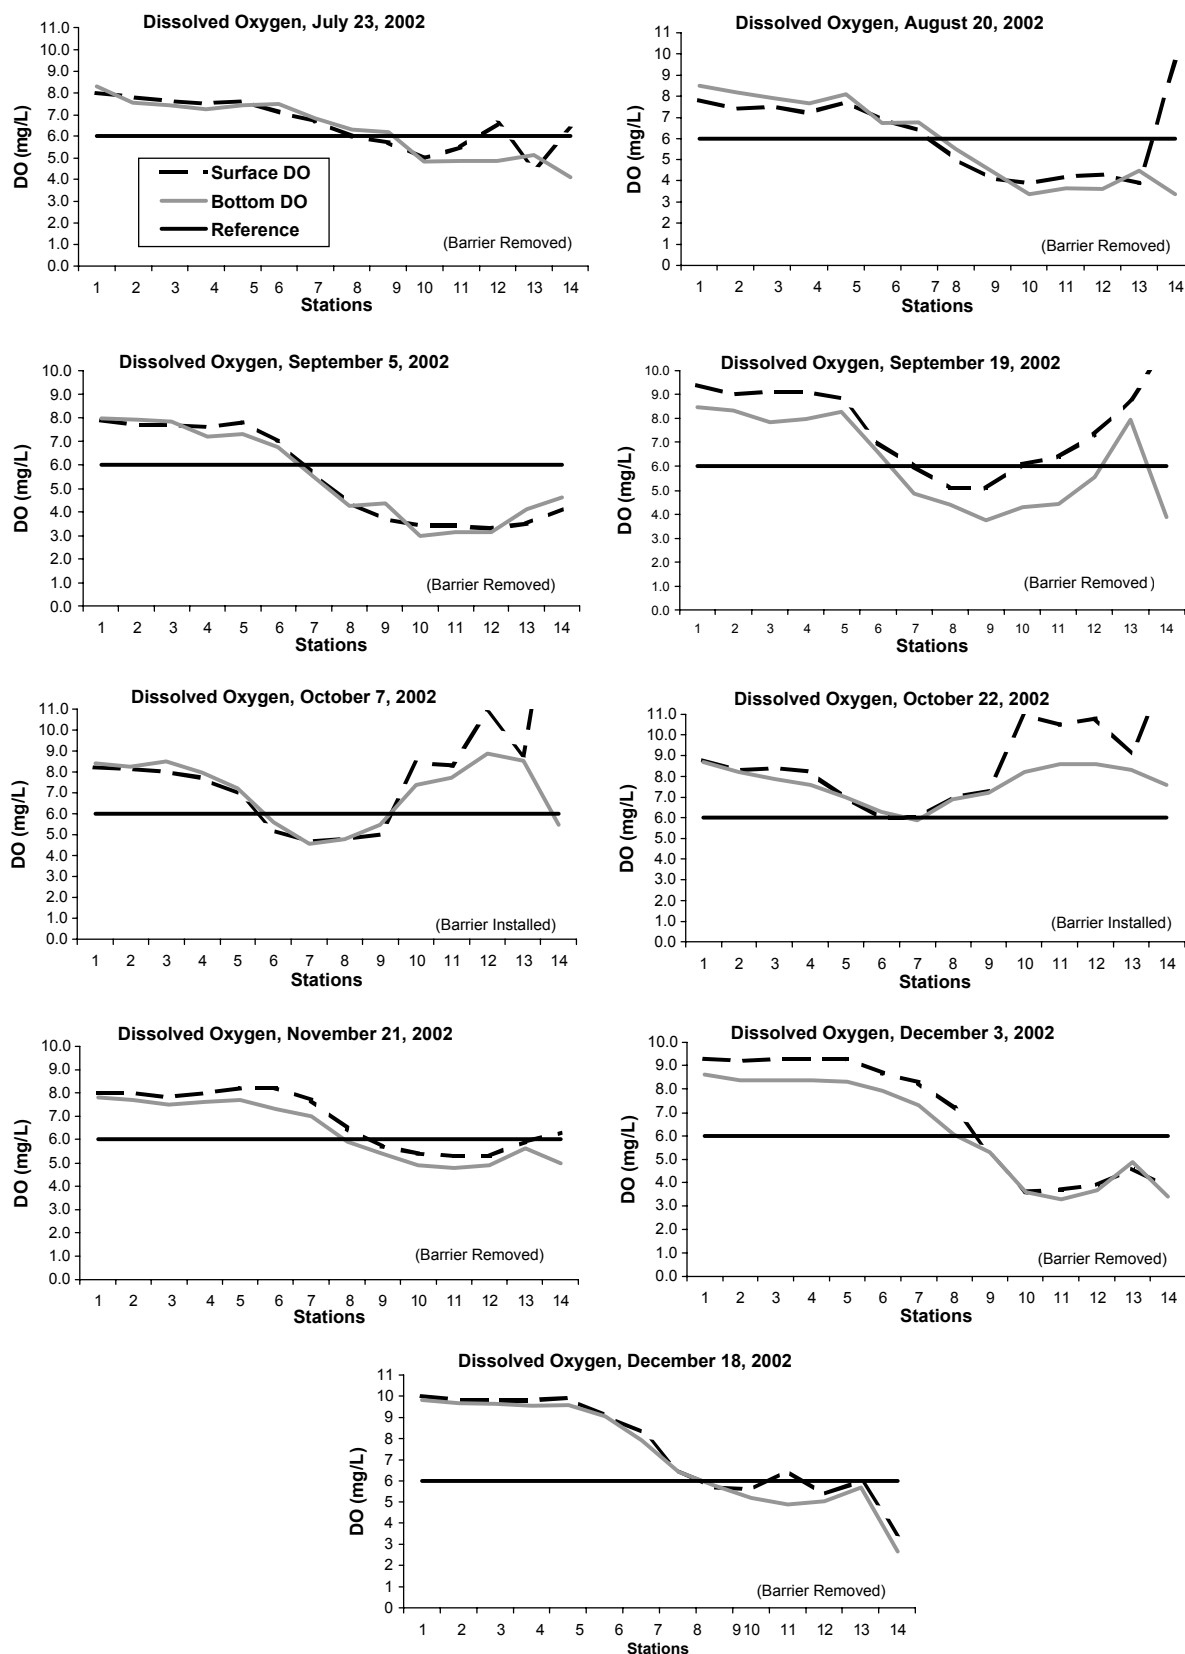 Dissolved Oxygen, July 23, 2002
DO (mg/L)
11.0
10.0
9.0
8.0
7.0
6.0
5.0
4.0
3.0
2.0
1.0
0.0
Surface DO
Bottom DO
Reference
(Barrier Removed)
1 2 3 4 5 6 7 8 9 10 11 12 13 14
Stations
Dissolved Oxygen, August 20, 2002
DO (mg/L)
11
10
9
8
7
6
5
4
3
2
1
0
(Barrier Removed)
1 2 3 4 5 6 7 8 9 10 11 12 13 14
Stations
Dissolved Oxygen, September 5, 2002
DO (mg/L)
10.0
9.0
8.0
7.0
6.0
5.0
4.0
3.0
2.0
1.0
0.0
(Barrier Removed)
1 2 3 4 5 6 7 8 9 10 11 12 13 14
Stations
Dissolved Oxygen, September 19, 2002
DO (mg/L)
10.0
9.0
8.0
7.0
6.0
5.0
4.0
3.0
2.0
1.0
0.0
(Barrier Removed)
1 2 3 4 5 6 7 8 9 10 11 12 13 14
Stations
Dissolved Oxygen, October 7, 2002
DO (mg/L)
11.0
10.0
9.0
8.0
7.0
6.0
5.0
4.0
3.0
2.0
1.0
0.0
(Barrier Installed)
1 2 3 4 5 6 7 8 9 10 11 12 13 14
Stations
Dissolved Oxygen, October 22, 2002
DO (mg/L)
11.0
10.0
9.0
8.0
7.0
6.0
5.0
4.0
3.0
2.0
1.0
0.0
(Barrier Installed)
1 2 3 4 5 6 7 8 9 10 11 12 13 14
Stations
Dissolved Oxygen, November 21, 2002
DO (mg/L)
10.0
9.0
8.0
7.0
6.0
5.0
4.0
3.0
2.0
1.0
0.0
(Barrier Removed)
1 2 3 4 5 6 7 8 9 10 11 12 13 14
Stations
Dissolved Oxygen, December 3, 2002
DO (mg/L)
10.0
9.0
8.0
7.0
6.0
5.0
4.0
3.0
2.0
1.0
0.0
(Barrier Removed)
1 2 3 4 5 6 7 8 9 10 11 12 13 14
Stations
Dissolved Oxygen, December 18, 2002
DO (mg/L)
11
10
9
8
7
6
5
4
3
2
1
0
(Barrier Removed)
1 2 3 4 5 6 7 8 9 10 11 12 13 14
Stations